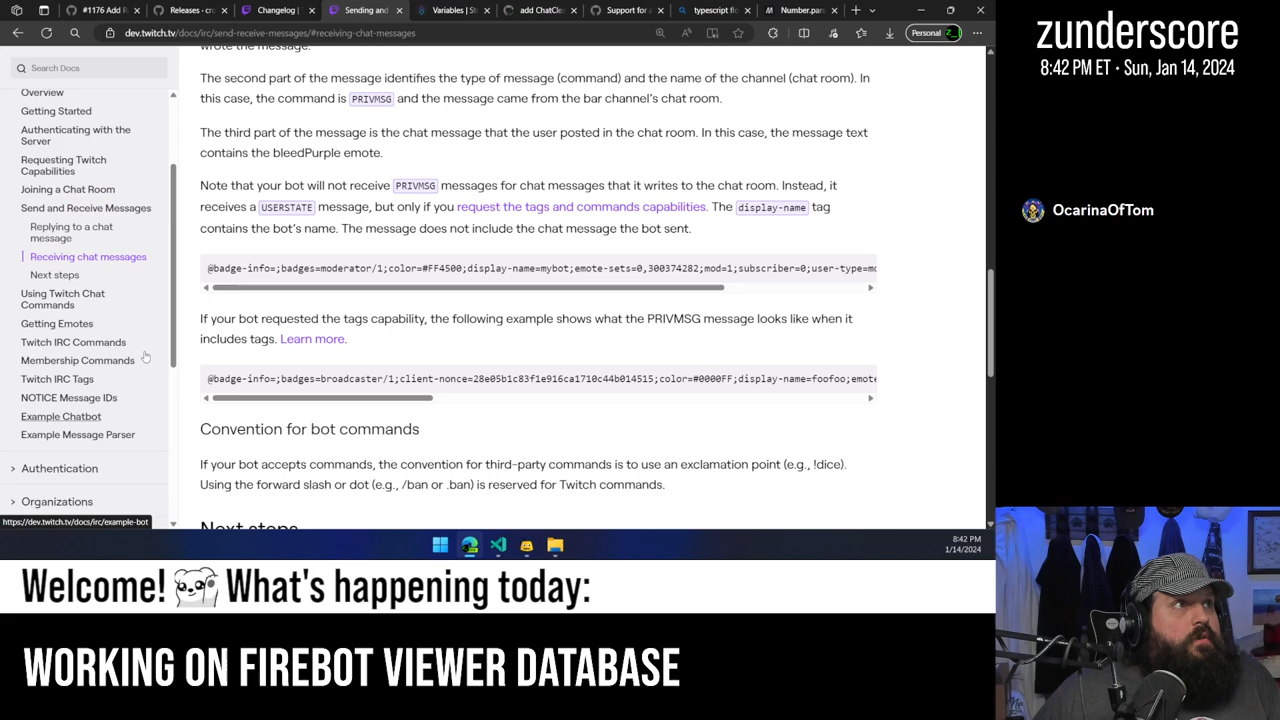 #1176 Add R
Releases · cro
Changelog |
Sending and
Variables | St
add ChatClea
Support for a
typescript flo
Number.pars
dev.twitch.tv/docs/irc/send-receive-messages/#receiving-chat-messages
Personal
Search Docs
Overview
Getting Started
Authenticating with the
Server
Requesting Twitch
Capabilities
Joining a Chat Room
Send and Receive Messages
Replying to a chat
message
Receiving chat messages
Next steps
Using Twitch Chat
Commands
Getting Emotes
Twitch IRC Commands
Membership Commands
Twitch IRC Tags
NOTICE Message IDs
Example Chatbot
Example Message Parser
Authentication
Organizations
https://dev.twitch.tv/docs/irc/example-bot
wrote the message.
The second part of the message identifies the type of message (command) and the name of the channel (chat room). In
this case, the command is PRIVMSG and the message came from the bar channel's chat room.
The third part of the message is the chat message that the user posted in the chat room. In this case, the message text
contains the bleedPurple emote.
Note that your bot will not receive PRIVMSG messages for chat messages that it writes to the chat room. Instead, it
receives a USERSTATE message, but only if you request the tags and commands capabilities. The display-name tag
contains the bot's name. The message does not include the chat message the bot sent.
@badge-info=;badges=moderator/1;color=#FF4500;display-name=mybot;emote-sets=0,300374282;mod=1;subscriber=0;user-type=mo
If your bot requested the tags capability, the following example shows what the PRIVMSG message looks like when it
includes tags. Learn more.
@badge-info=;badges=broadcaster/1;client-nonce=28e05b1c83f1e916ca1710c44b014515;color=#0000FF;display-name=foofoo;emote
Convention for bot commands
If your bot accepts commands, the convention for third-party commands is to use an exclamation point (e.g., !dice).
Using the forward slash or dot (e.g., /ban or .ban) is reserved for Twitch commands.
Next steps
8:42 PM
1/14/2024
zunderscore
8:42 PM ET • Sun, Jan 14, 2024
OcarinaOfTom
Welcome! What's happening today:
WORKING ON FIREBOT VIEWER DATABASE